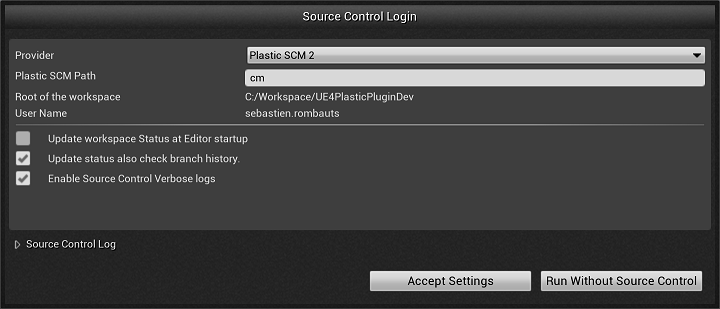 Source Control Login
Provider
Plastic SCM 2
Plastic SCM Path
cm
Root of the workspace
C:/Workspace/UE4PlasticPluginDev
User Name
sebastien.rombauts
Update workspace Status at Editor startup
Update status also check branch history.
Enable Source Control Verbose logs
Source Control Log
Accept Settings
Run Without Source Control